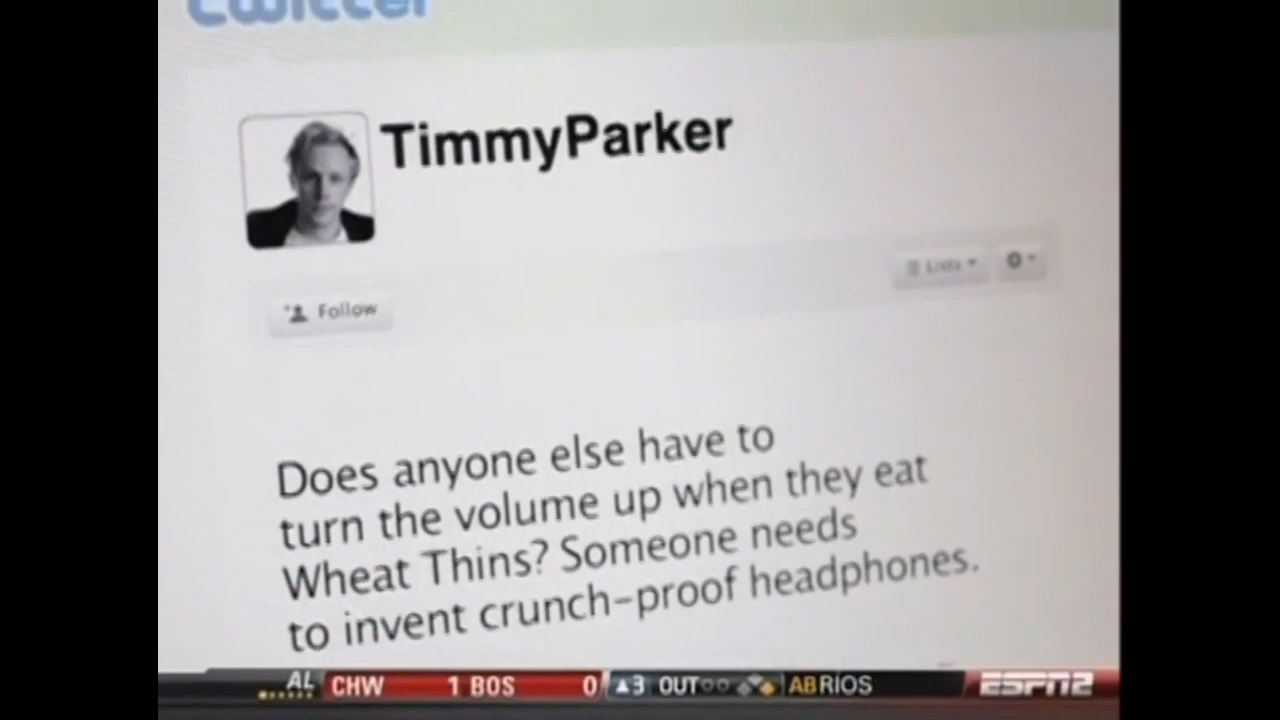 twitter
TimmyParker
Lists
Follow
Does anyone else have to
turn the volume up when they eat
Wheat Thins? Someone needs
to invent crunch-proof headphones.
AL CHW 1 BOS 0 ▲3 OUT AB RIOS ESPN2